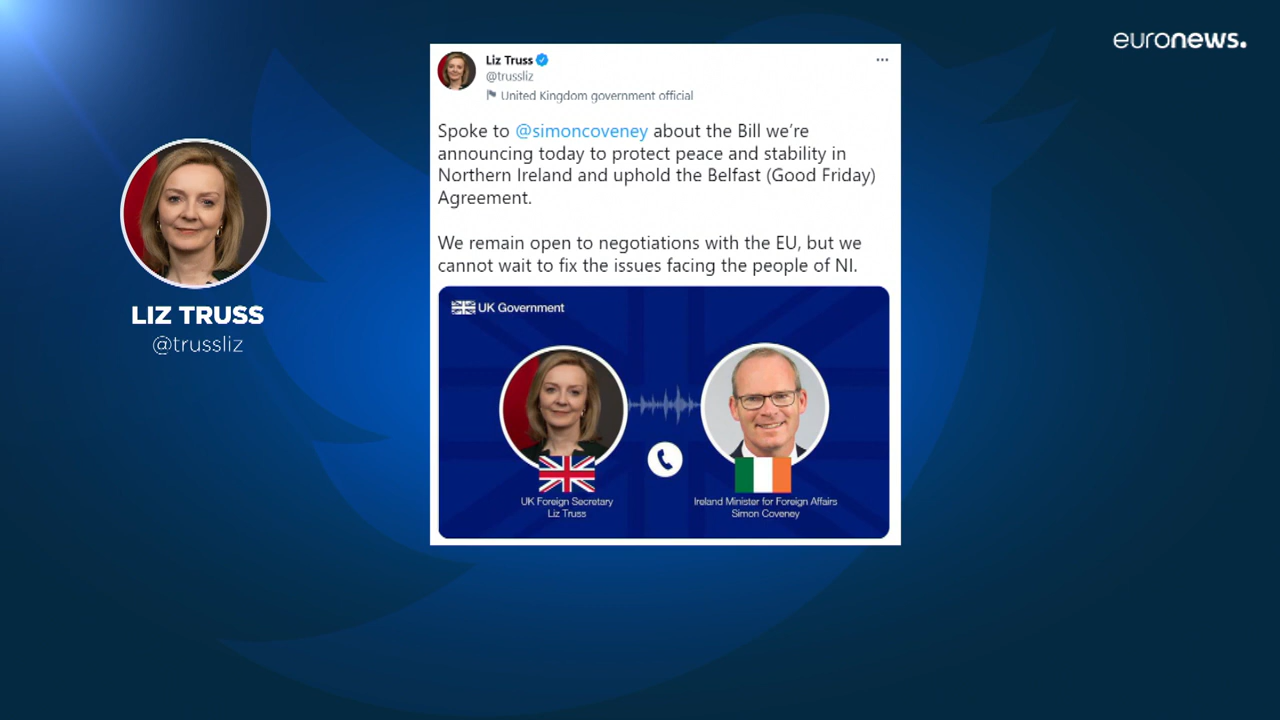 euronews.
Liz Truss
@trussliz
United Kingdom government official
Spoke to @simoncoveney about the Bill we're
announcing today to protect peace and stability in
Northern Ireland and uphold the Belfast (Good Friday)
Agreement.
We remain open to negotiations with the EU, but we
cannot wait to fix the issues facing the people of NI.
UK Government
UK Foreign Secretary
Liz Truss
Ireland Minister for Foreign Affairs
Simon Coveney
LIZ TRUSS
@trussliz